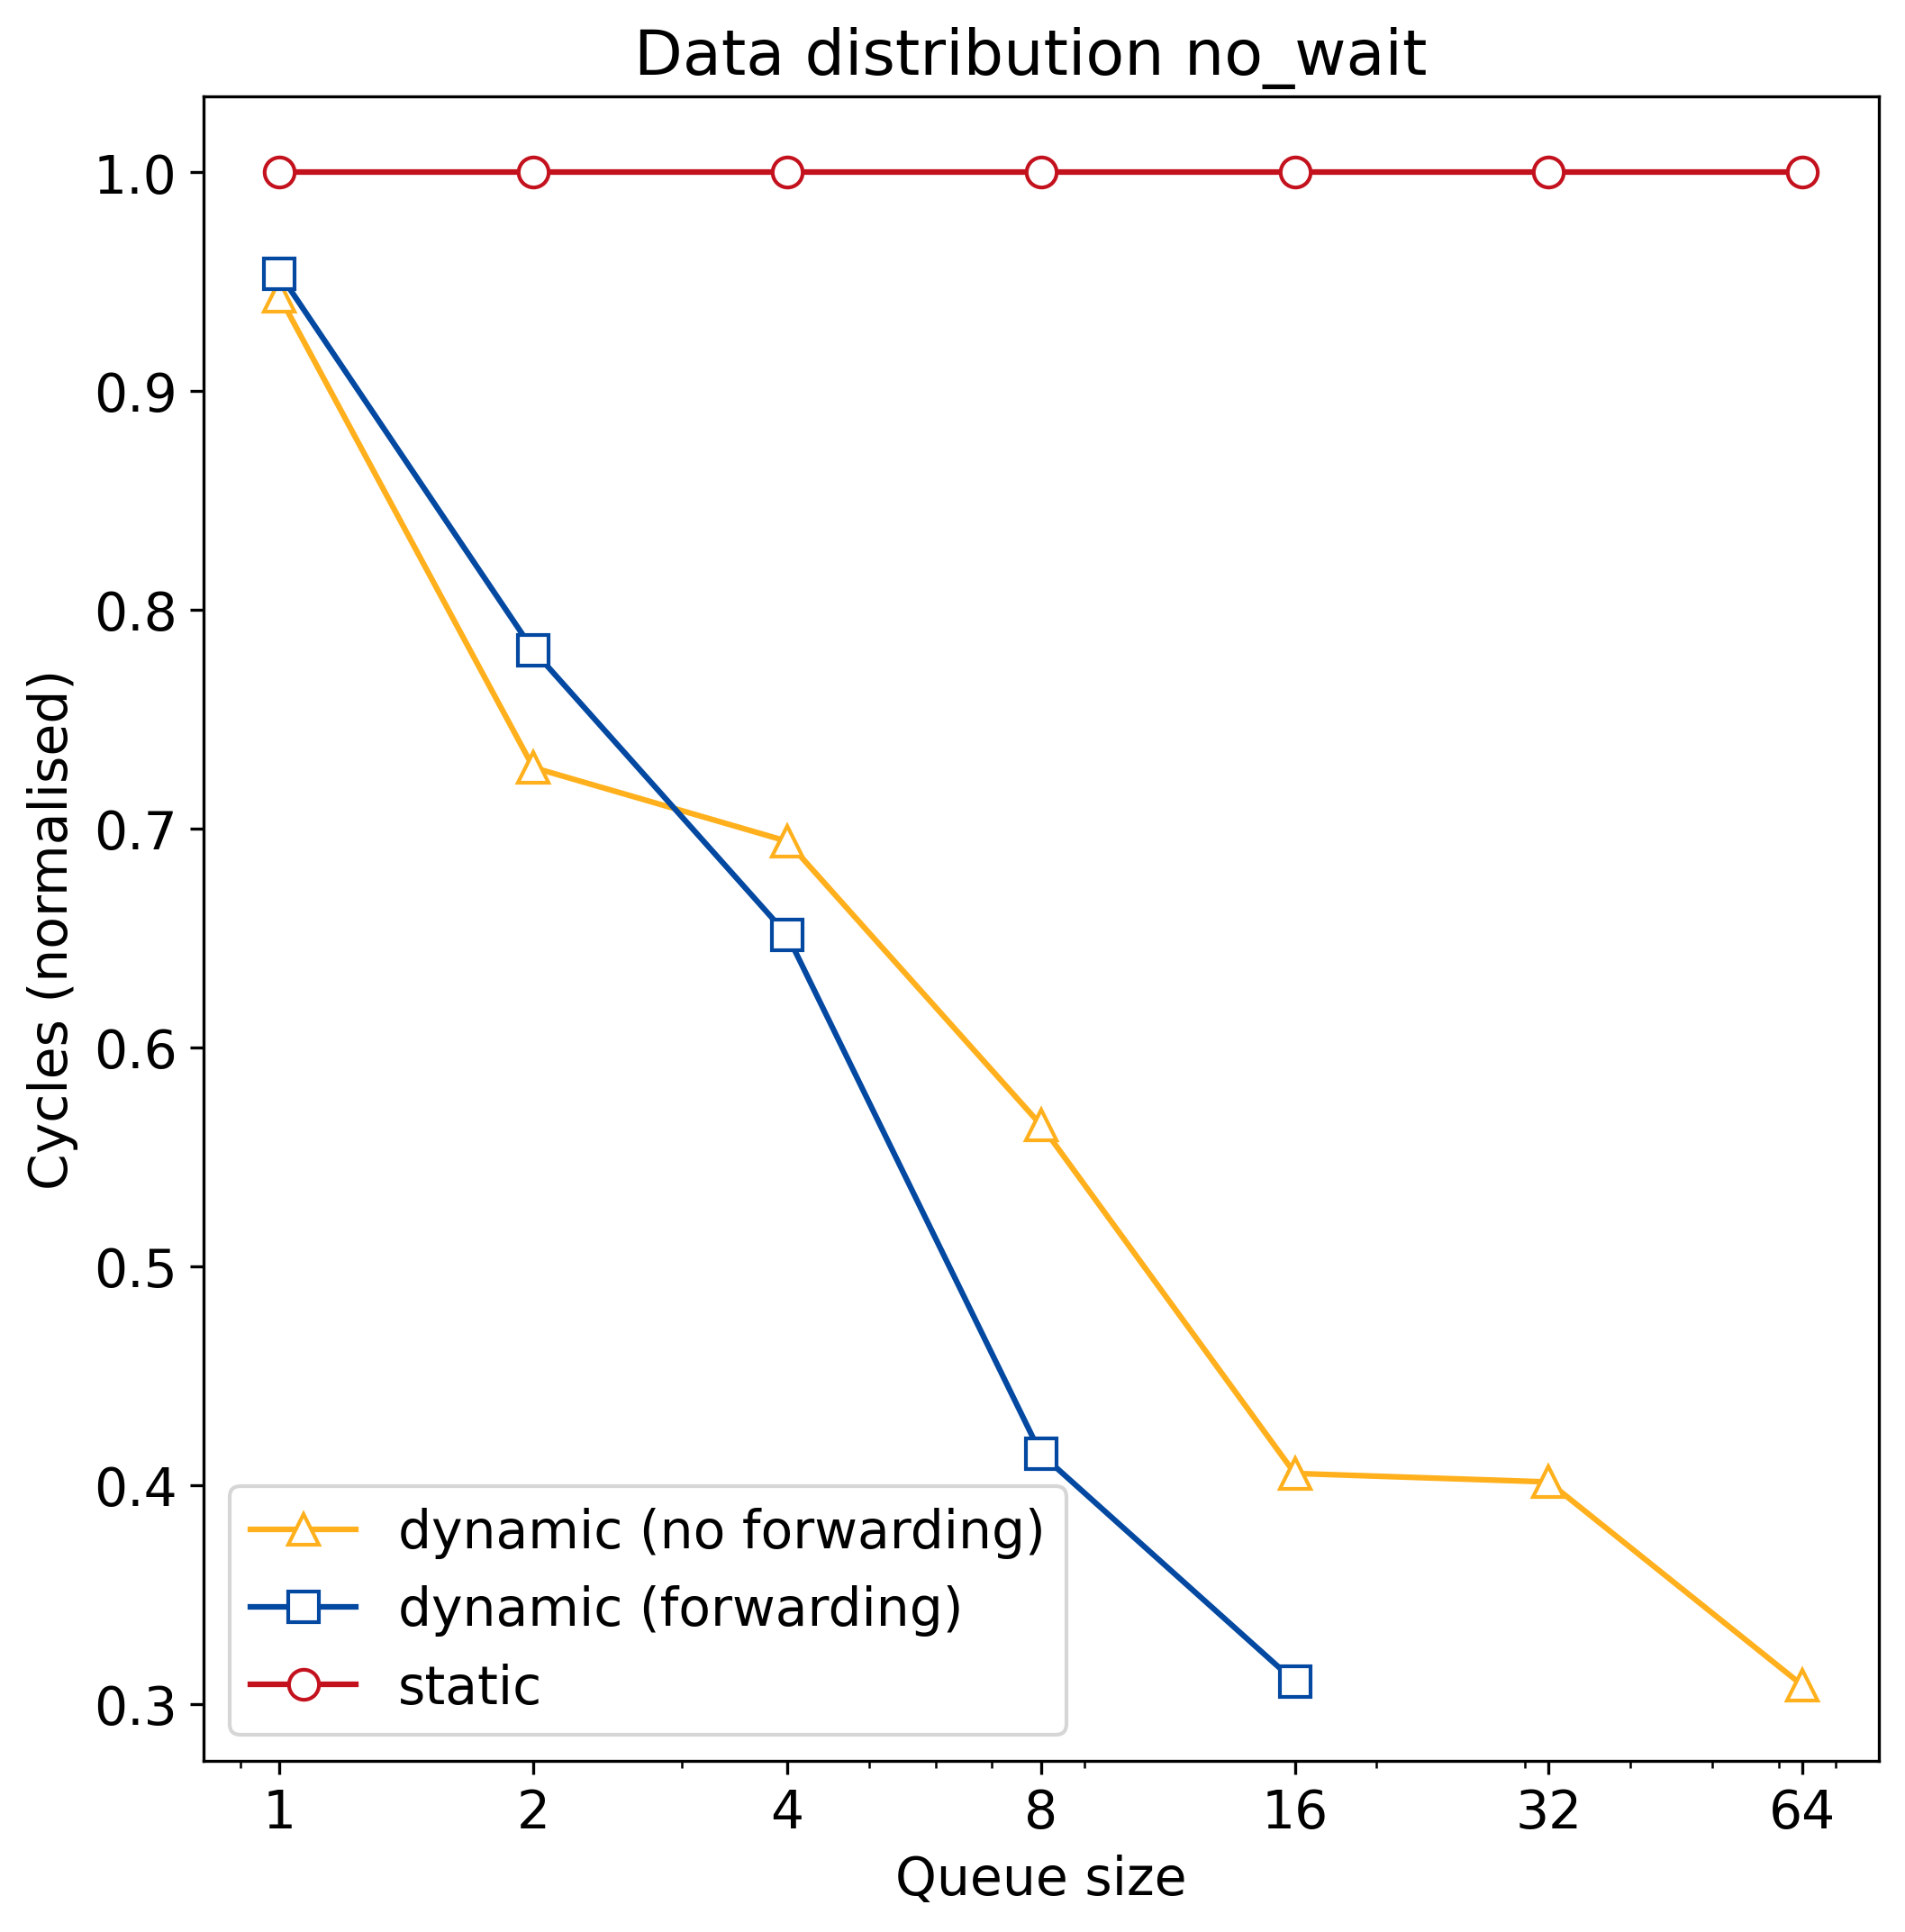 Data distribution no_wait
Cycles (normalised)
1.0
0.9
0.8
0.7
0.6
0.5
0.4
0.3
dynamic (no forwarding)
dynamic (forwarding)
static
1 2 4 8 16 32 64
Queue size